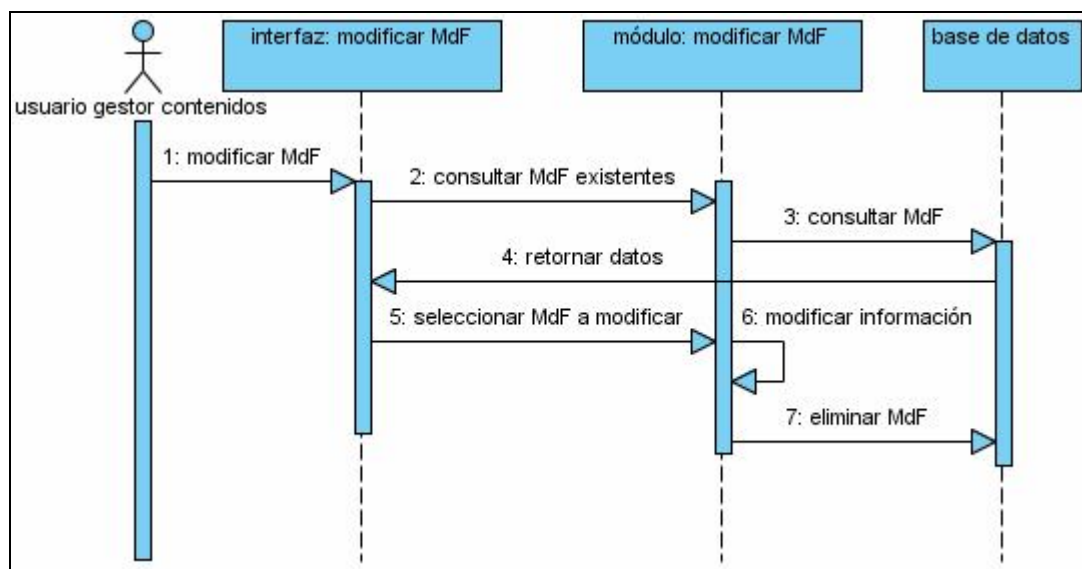 interfaz: modificar MdF
módulo: modificar MdF
base de datos
usuario gestor contenidos
1: modificar MdF
2: consultar MdF existentes
3: consultar MdF
4: retornar datos
5: seleccionar MdF a modificar
6: modificar información
7: eliminar MdF